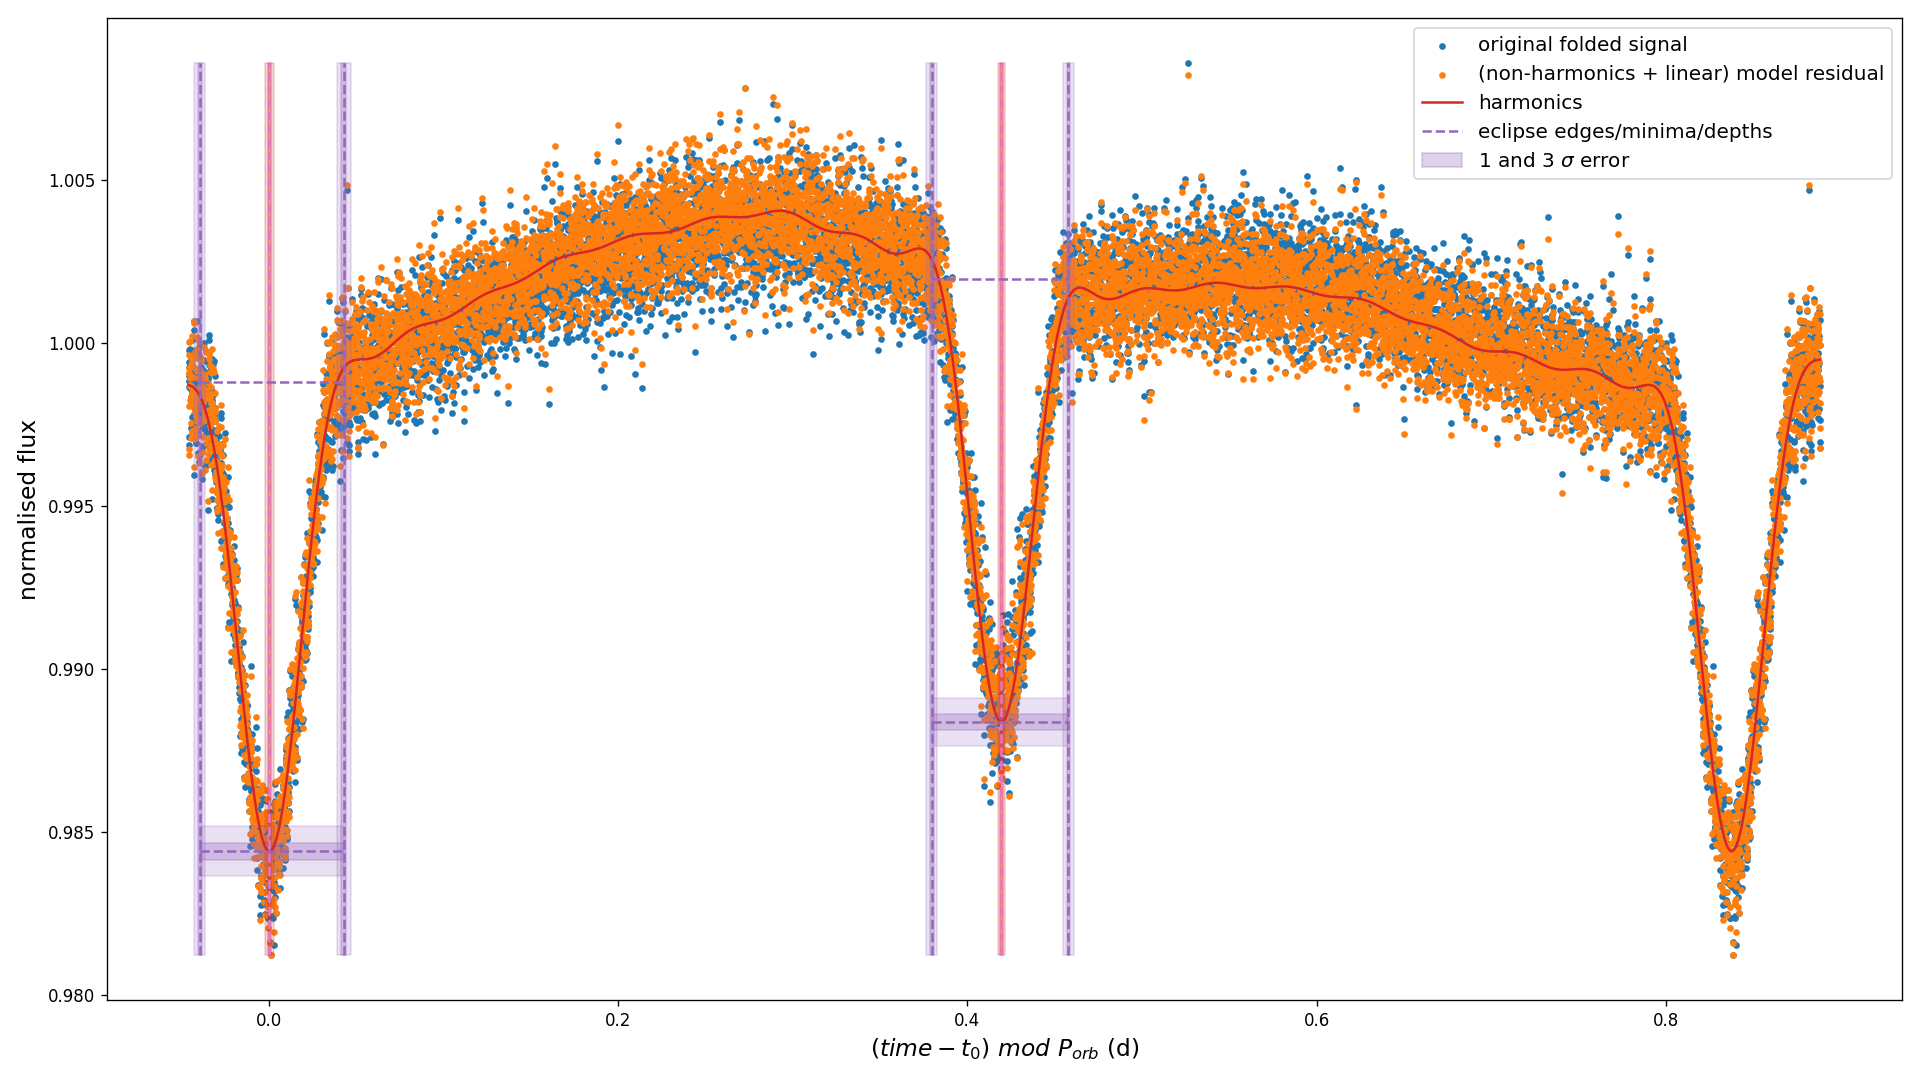 original folded signal
(non-harmonics + linear) model residual
harmonics
eclipse edges/minima/depths
1 and 3 σ error
normalised flux
1.005
1.000
0.995
0.990
0.985
0.980
0.0 0.2 0.4 0.6 0.8
(time − t₀) mod Pₒᵣb (d)